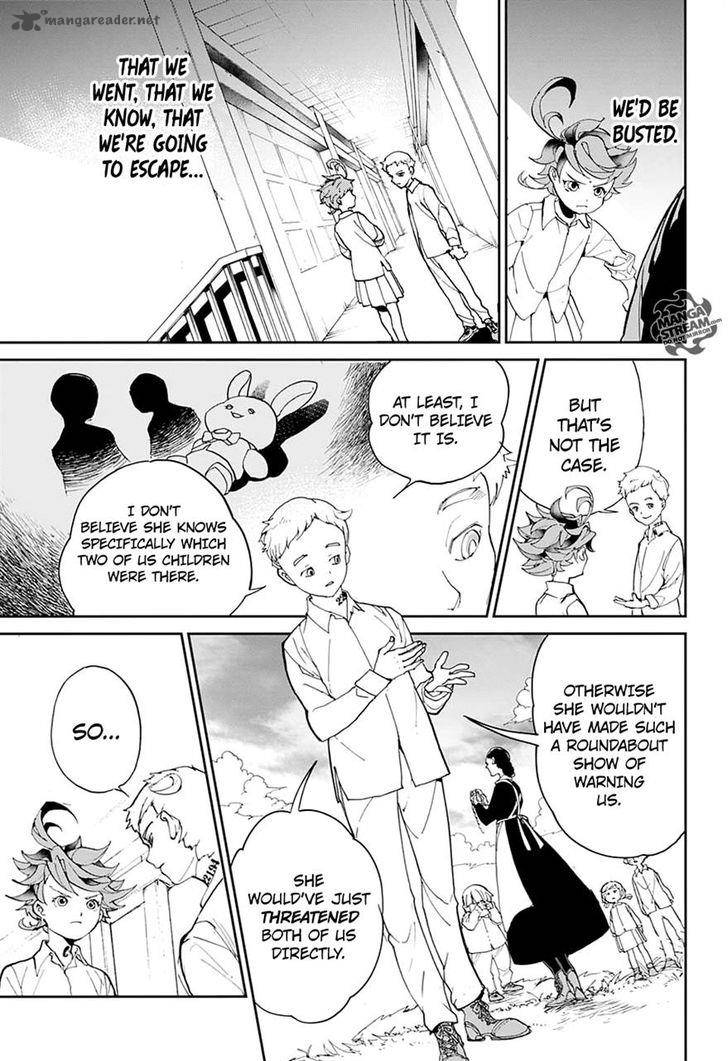 mangareader.net
WE'D BE
BUSTED.
THAT WE
WENT, THAT WE
KNOW, THAT
WE'RE GOING
TO ESCAPE...
MANGA
STREAM.
DO NOT MIRROR
BUT
THAT'S
NOT THE
CASE.
AT LEAST, I
DON'T BELIEVE
IT IS.
I DON'T
BELIEVE SHE KNOWS
SPECIFICALLY WHICH
TWO OF US CHILDREN
WERE THERE.
OTHERWISE
SHE WOULDN'T
HAVE MADE SUCH
A ROUNDABOUT
SHOW OF
WARNING
US.
SHE
WOULD'VE JUST
THREATENED
BOTH OF US
DIRECTLY.
SO...